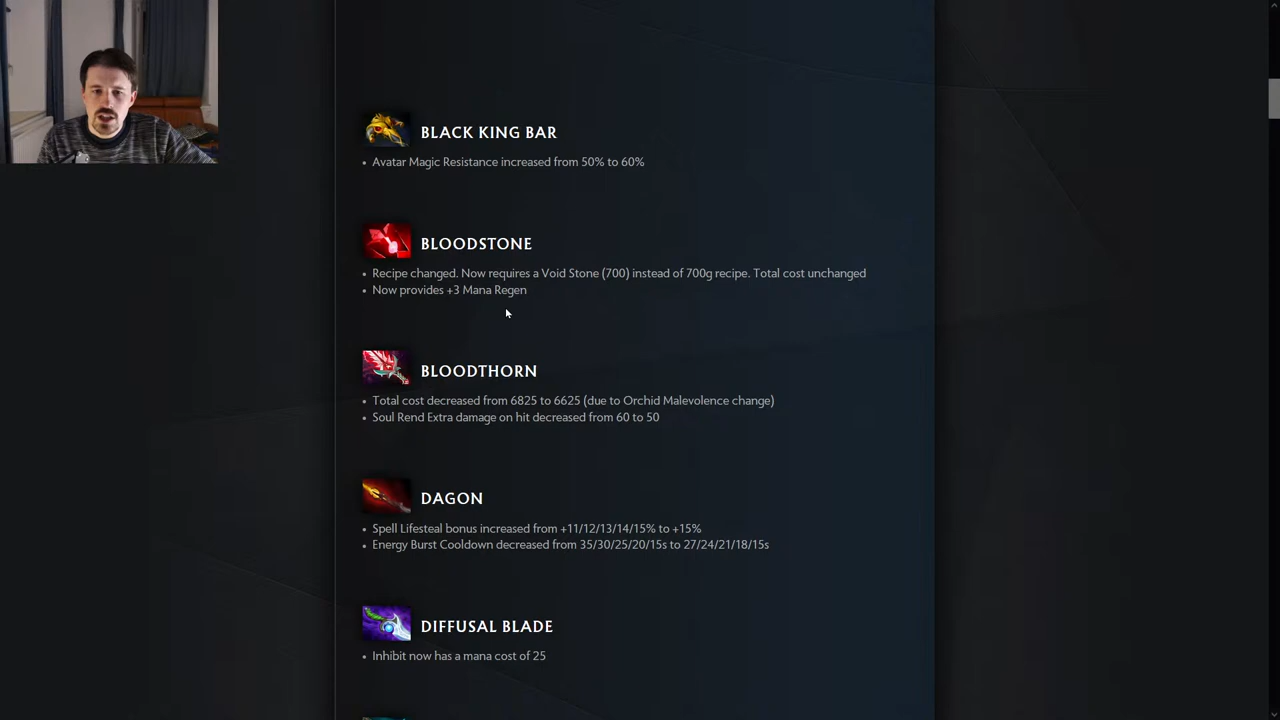 BLACK KING BAR
• Avatar Magic Resistance increased from 50% to 60%
BLOODSTONE
• Recipe changed. Now requires a Void Stone (700) instead of 700g recipe. Total cost unchanged
• Now provides +3 Mana Regen
BLOODTHORN
• Total cost decreased from 6825 to 6625 (due to Orchid Malevolence change)
• Soul Rend Extra damage on hit decreased from 60 to 50
DAGON
• Spell Lifesteal bonus increased from +11/12/13/14/15% to +15%
• Energy Burst Cooldown decreased from 35/30/25/20/15s to 27/24/21/18/15s
DIFFUSAL BLADE
• Inhibit now has a mana cost of 25